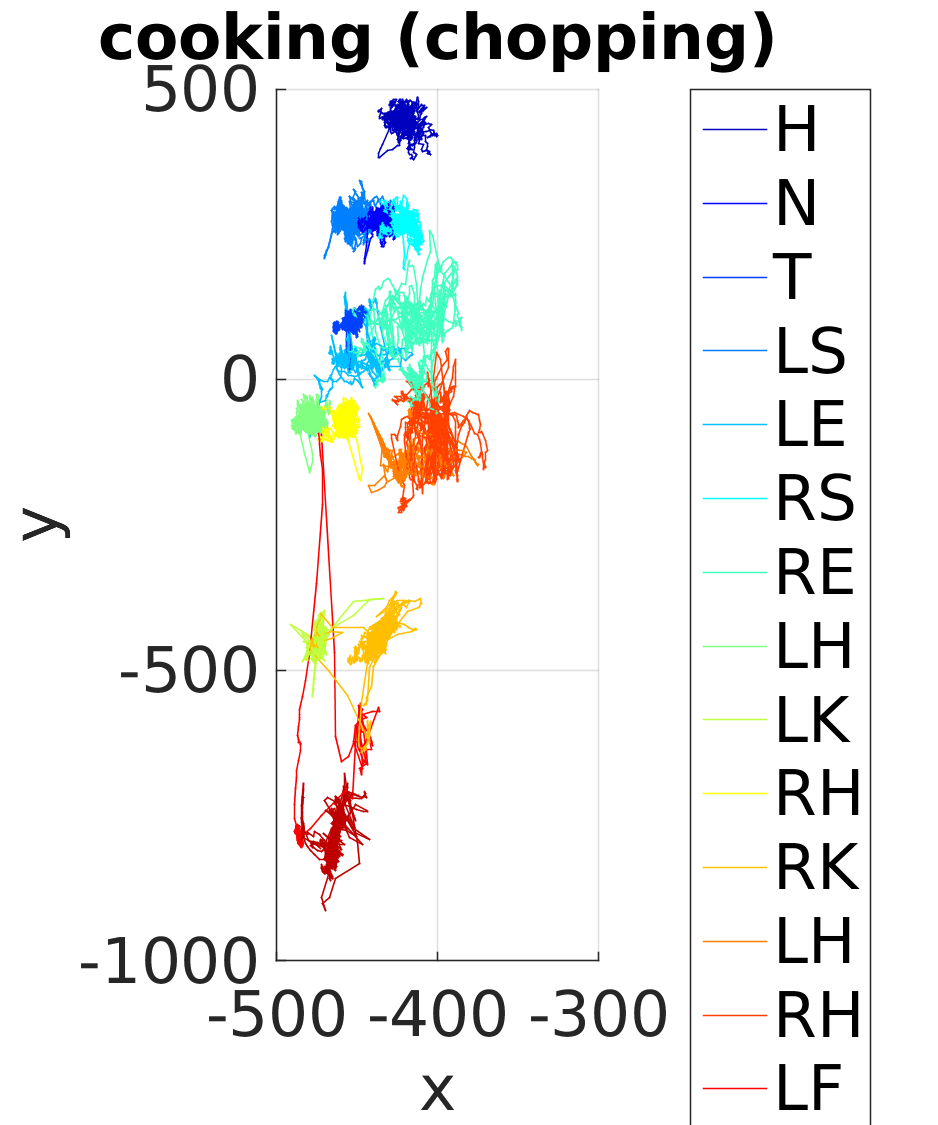 cooking (chopping)
500
0
-500
-1000
y
-500 -400 -300
x
H
N
T
LS
LE
RS
RE
LH
LK
RH
RK
LH
RH
LF